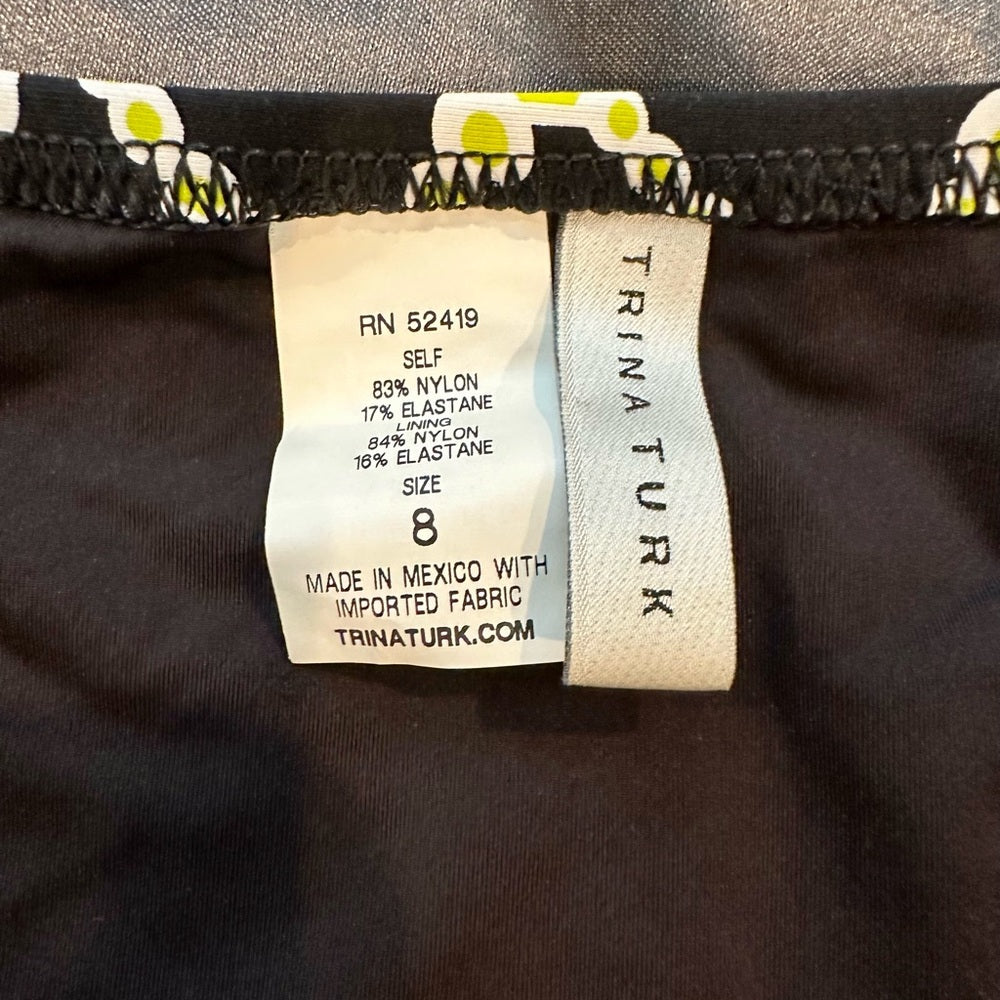 RN 52419
SELF
83% NYLON
17% ELASTANE
LINING
84% NYLON
16% ELASTANE
SIZE
8
MADE IN MEXICO WITH
IMPORTED FABRIC
TRINATURK.COM
TRINA TURK